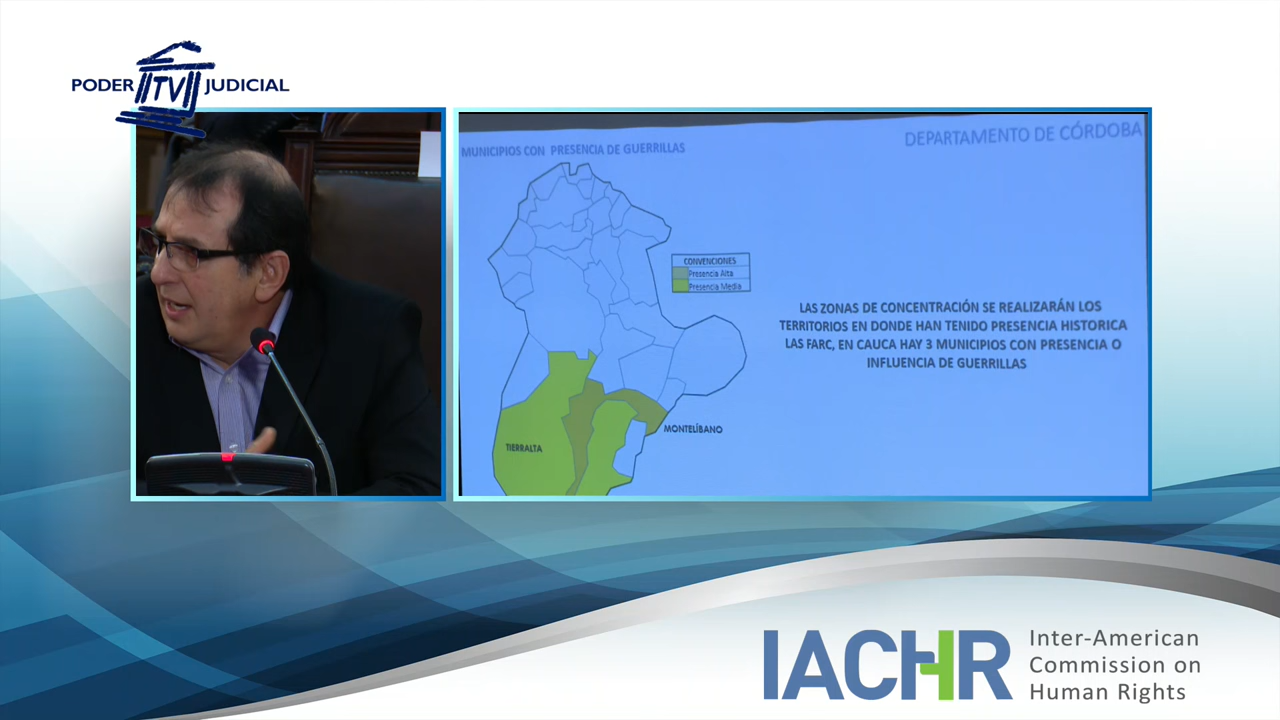 PODER TV JUDICIAL
MUNICIPIOS CON PRESENCIA DE GUERRILLAS
DEPARTAMENTO DE CÓRDOBA
CONVENCIONES
Presencia Alta
Presencia Media
LAS ZONAS DE CONCENTRACIÓN SE REALIZARÁN LOS
TERRITORIOS EN DONDE HAN TENIDO PRESENCIA HISTORICA
LAS FARC, EN CAUCA HAY 3 MUNICIPIOS CON PRESENCIA O
INFLUENCIA DE GUERRILLAS
TIERRALTA
MONTELÍBANO
IACHR
Inter-American
Commission on
Human Rights